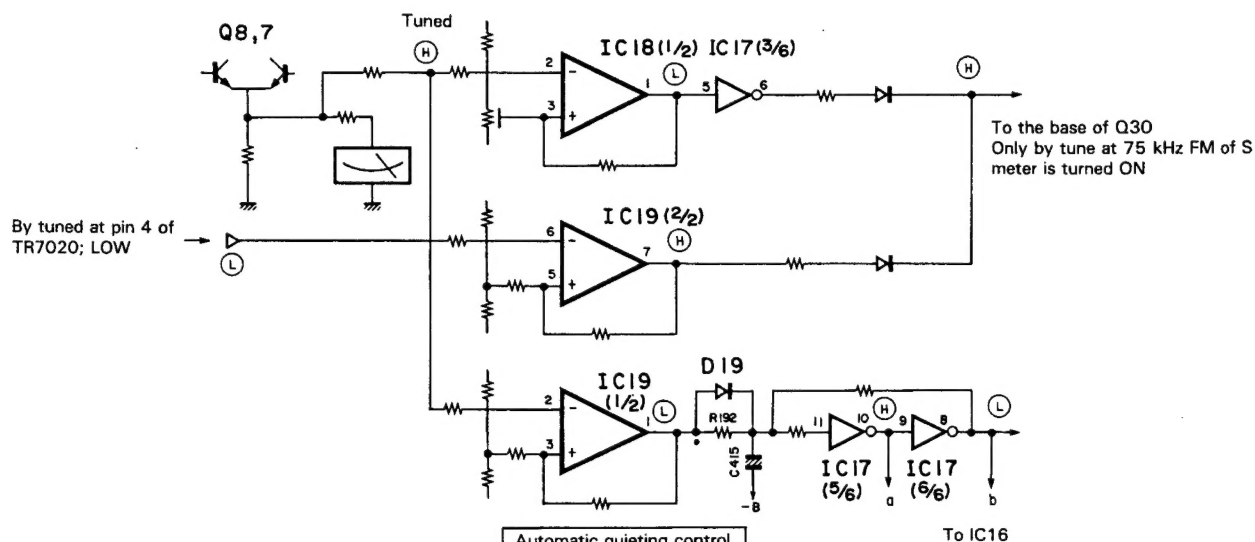 Q8,7
Tuned
H
IC18(1/2) IC17(3/6)
2
−
3
+
1
L
5
6
H
To the base of Q30
Only by tune at 75 kHz FM of S
meter is turned ON
By tuned at pin 4 of
TR7020; LOW
L
IC19(2/2)
6
−
5
+
7
H
IC19
(1/2)
2
−
3
+
1
L
D19
R192
C415
−B
11
10
H
9
8
L
IC17
(5/6)
IC17
(6/6)
a
b
Automatic quieting control
To IC16